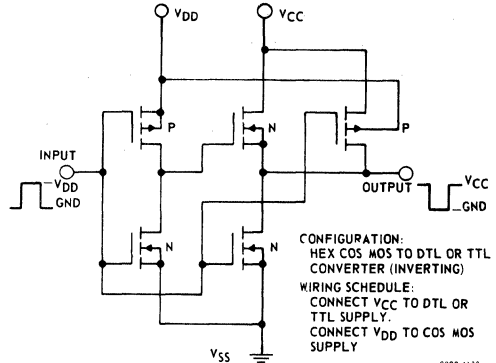 VDD
VCC
P
N
P
INPUT
VDD
GND
OUTPUT
VCC
GND
N
N
CONFIGURATION:
HEX COS MOS TO DTL OR TTL
CONVERTER (INVERTING)
WIRING SCHEDULE:
CONNECT VCC TO DTL OR
TTL SUPPLY.
CONNECT VDD TO COS MOS
SUPPLY
VSS